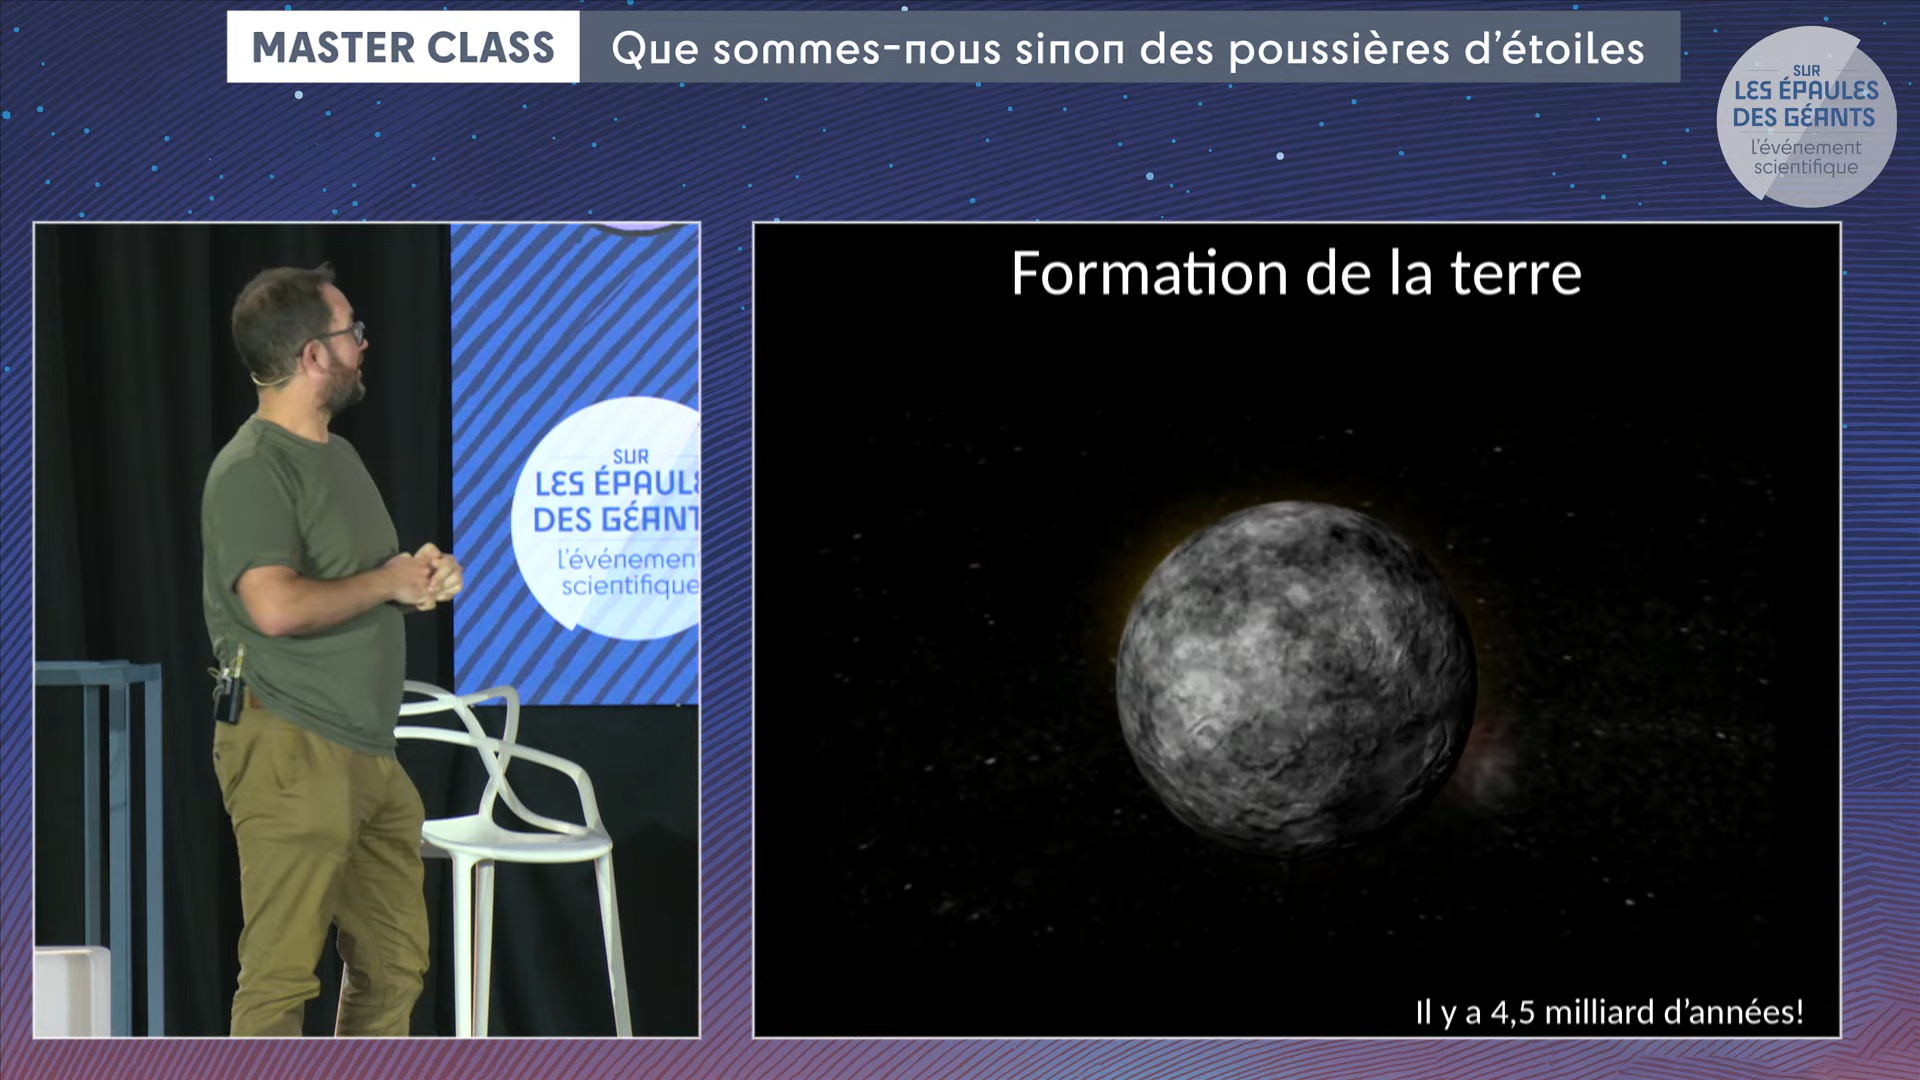 MASTER CLASS Que sommes-nous sinon des poussières d'étoiles
SUR
LES ÉPAULES
DES GÉANTS
l'événement
scientifique
SUR
LES ÉPAUL
DES GÉANT
l'événemen
scientifique
Formation de la terre
Il y a 4,5 milliard d'années!